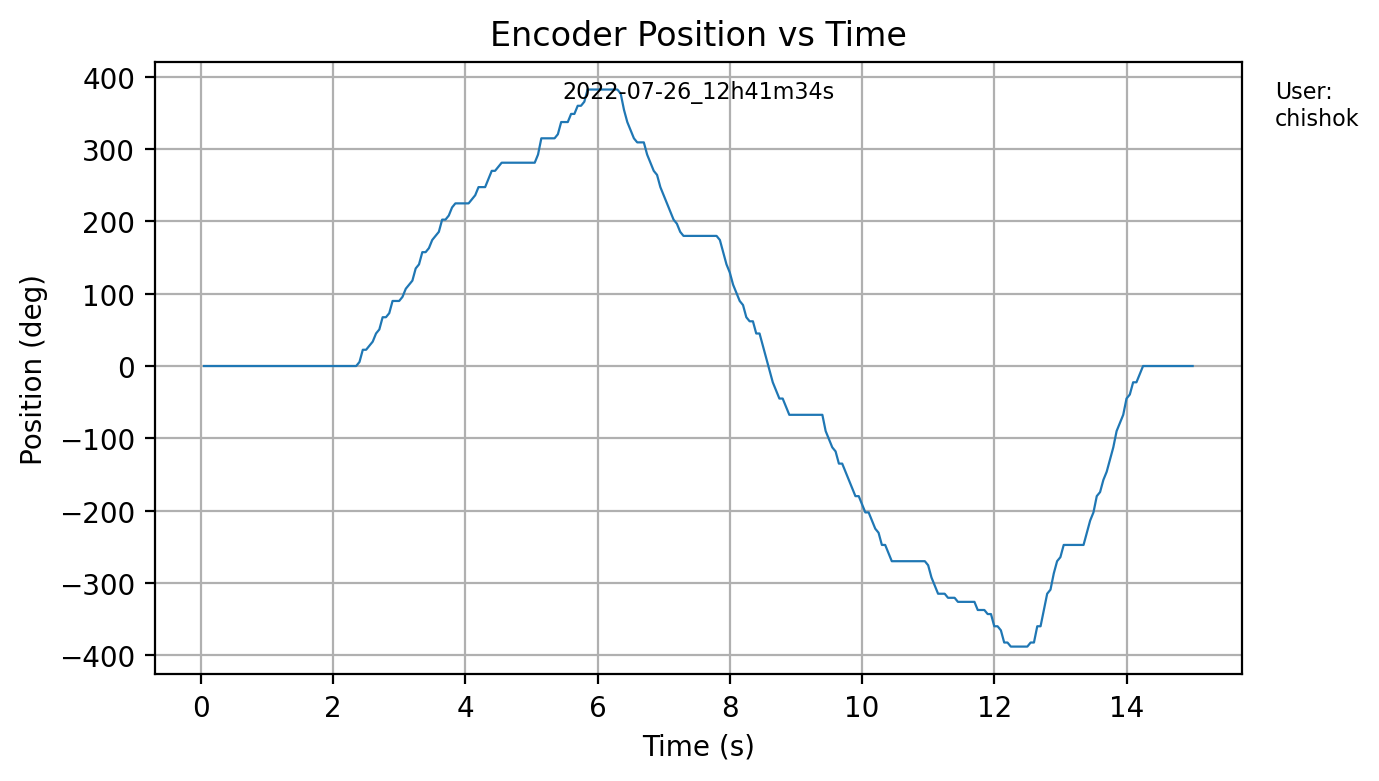 Encoder Position vs Time
2022-07-26_12h41m34s
User:
chishok
Position (deg)
400
300
200
100
0
−100
−200
−300
−400
0 2 4 6 8 10 12 14
Time (s)